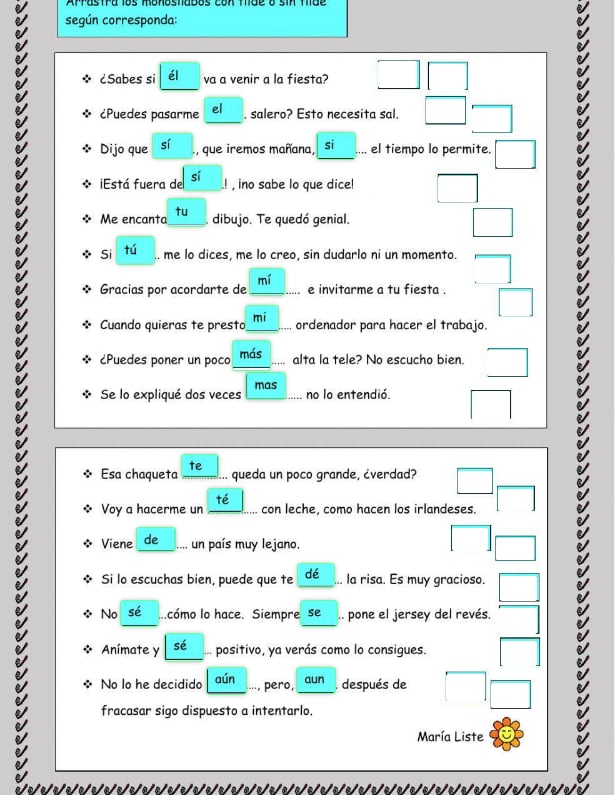 Arrastra los monosílabos con tilde o sin tilde
según corresponda:
¿Sabes si él va a venir a la fiesta?
¿Puedes pasarme el . salero? Esto necesita sal.
Dijo que sí ., que iremos mañana, si .... el tiempo lo permite.
¡Está fuera de sí .! , ¡no sabe lo que dice!
Me encanta tu . dibujo. Te quedó genial.
Si tú .. me lo dices, me lo creo, sin dudarlo ni un momento.
Gracias por acordarte de mí ..... e invitarme a tu fiesta .
Cuando quieras te presto mi .... ordenador para hacer el trabajo.
¿Puedes poner un poco más ..... alta la tele? No escucho bien.
Se lo expliqué dos veces mas ..... no lo entendió.
Esa chaqueta te ... queda un poco grande, ¿verdad?
Voy a hacerme un té .... con leche, como hacen los irlandeses.
Viene de .... un país muy lejano.
Si lo escuchas bien, puede que te dé ... la risa. Es muy gracioso.
No sé ...cómo lo hace. Siempre se .. pone el jersey del revés.
Anímate y sé ... positivo, ya verás como lo consigues.
No lo he decidido aún ...., pero, aun . después de
fracasar sigo dispuesto a intentarlo.
María Liste